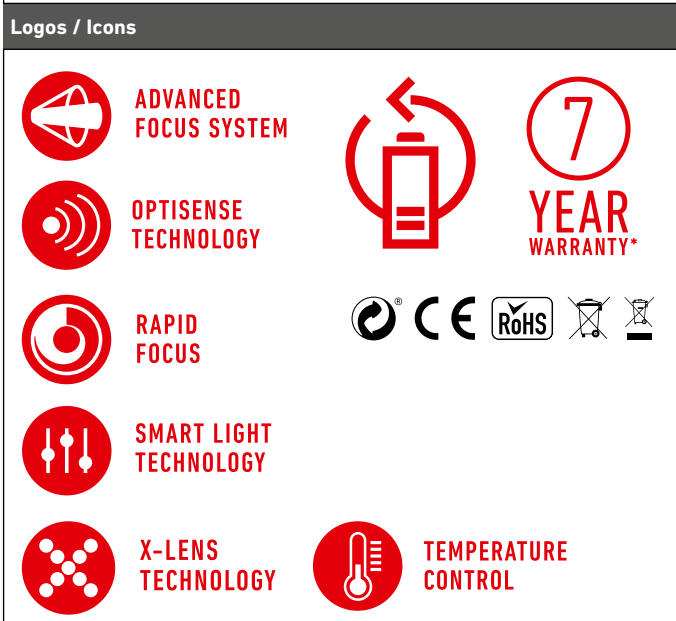 Logos / Icons
ADVANCED
FOCUS SYSTEM
OPTISENSE
TECHNOLOGY
RAPID
FOCUS
SMART LIGHT
TECHNOLOGY
X-LENS
TECHNOLOGY
7
YEAR
WARRANTY*
® CE RoHS
TEMPERATURE
CONTROL